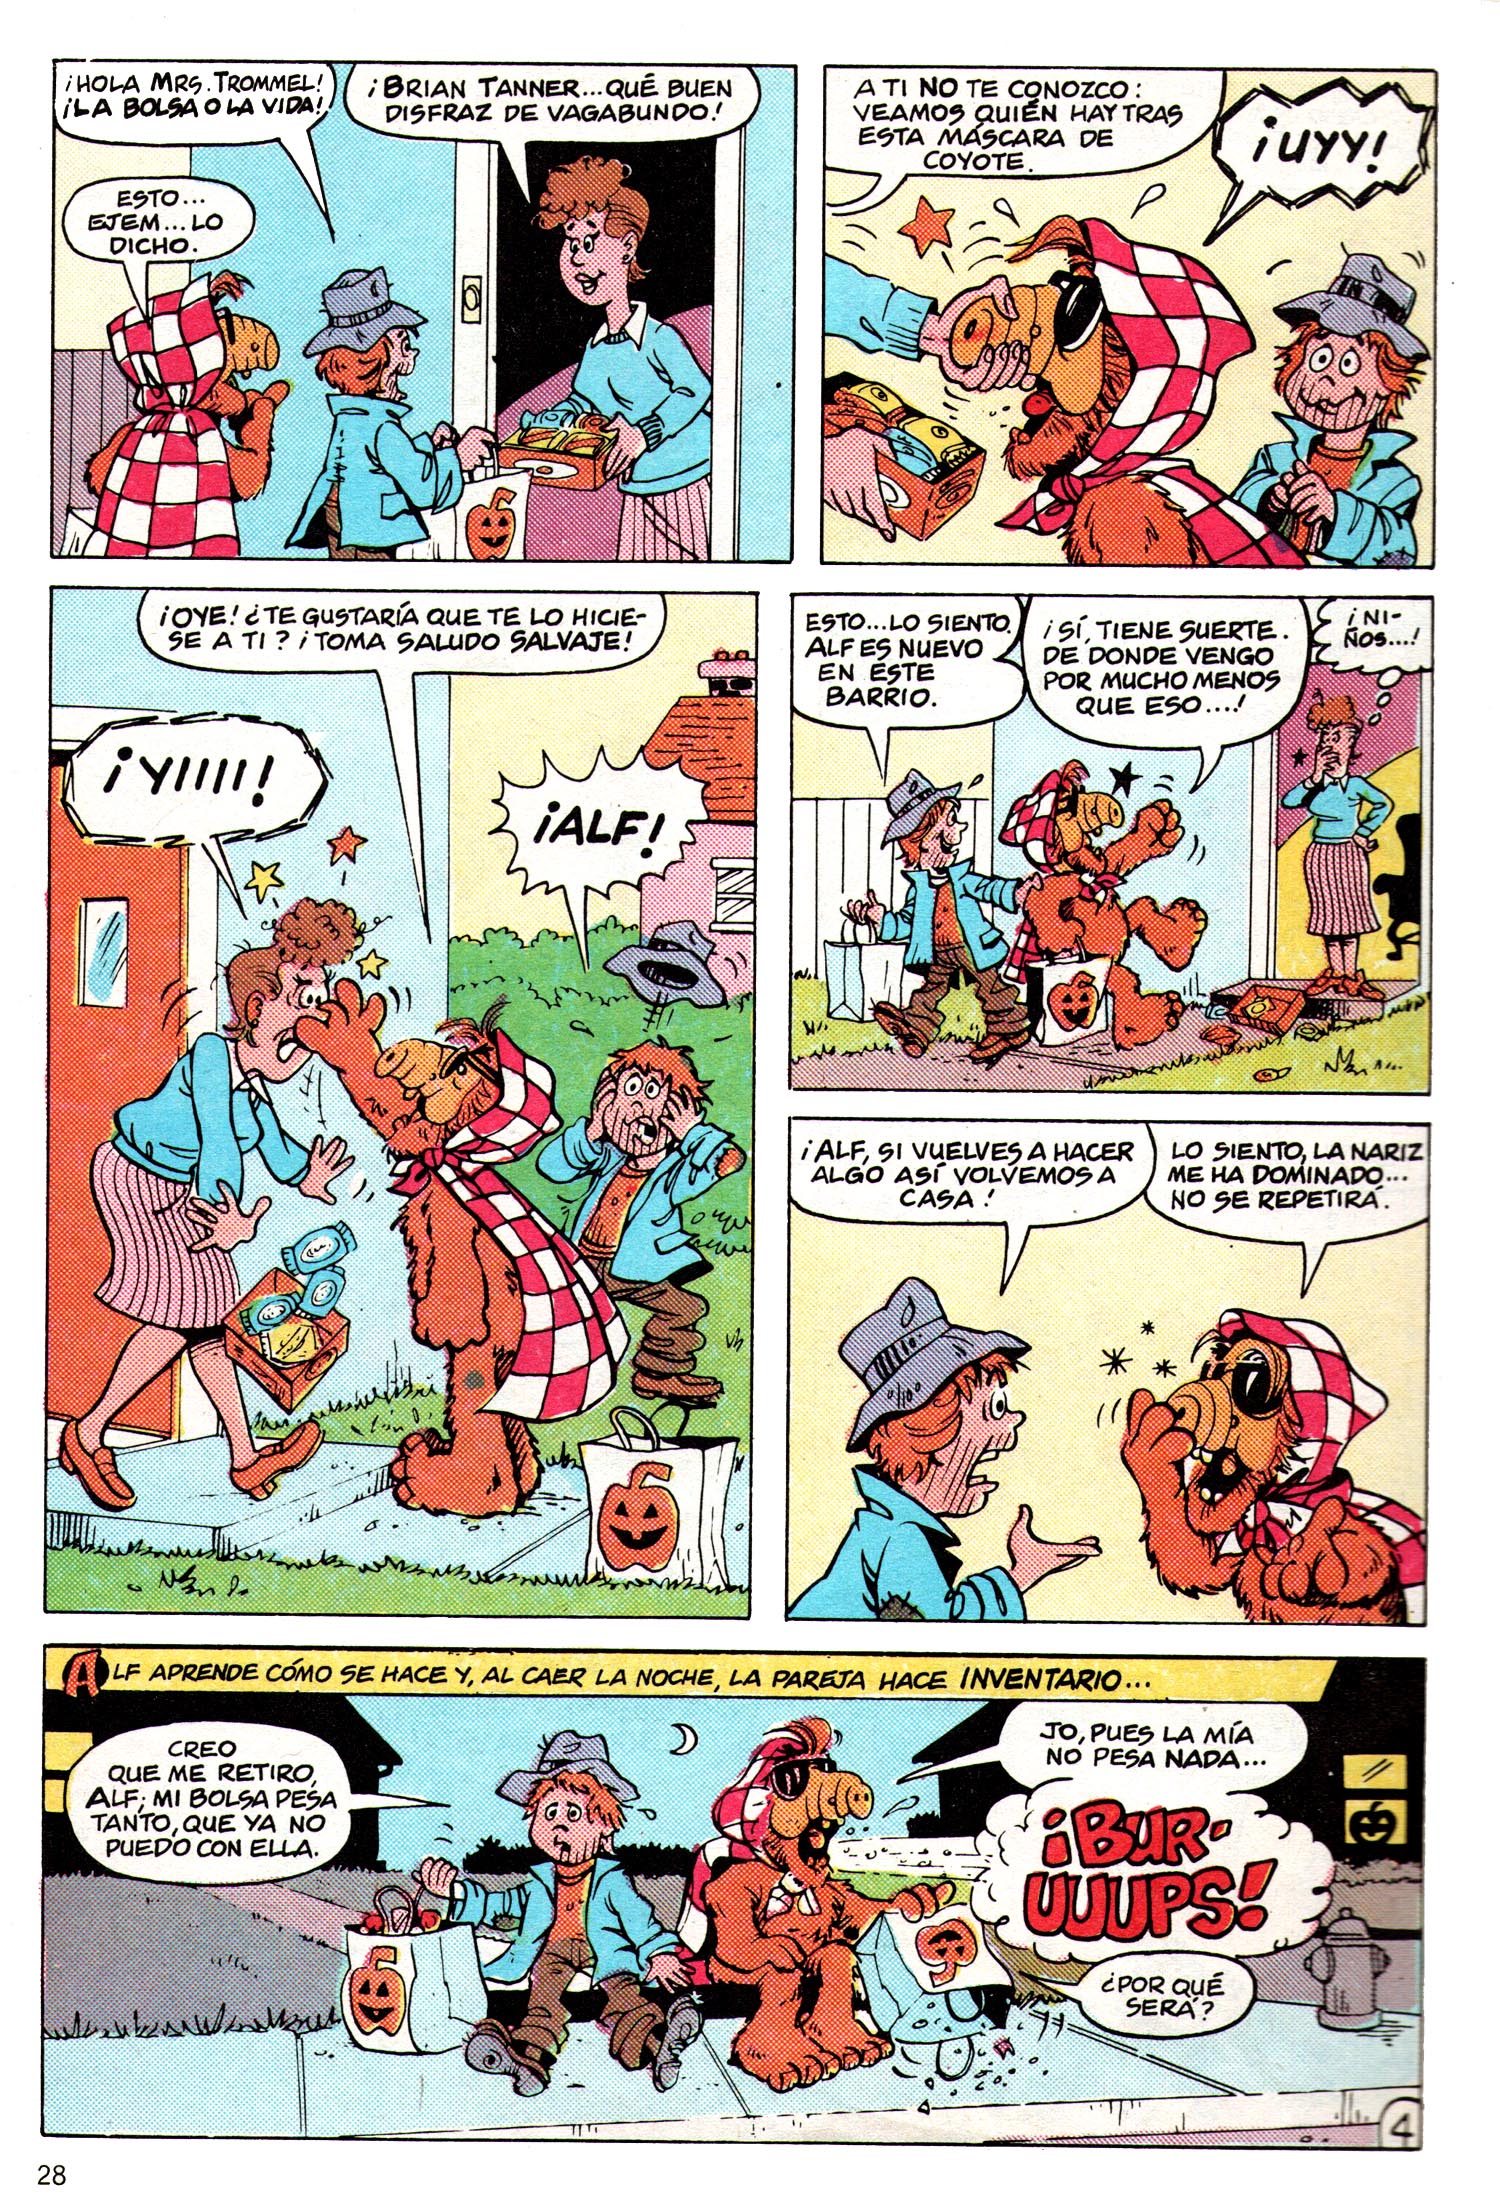 ¡HOLA MRS. TROMMEL!
¡LA BOLSA O LA VIDA!
¡BRIAN TANNER...QUÉ BUEN
DISFRAZ DE VAGABUNDO!
ESTO...
EJEM...LO
DICHO.
A TI NO TE CONOZCO:
VEAMOS QUIÉN HAY TRAS
ESTA MÁSCARA DE
COYOTE.
¡UYY!
¡OYE! ¿TE GUSTARÍA QUE TE LO HICIE-
SE A TI? ¡TOMA SALUDO SALVAJE!
¡YIIII!
¡ALF!
ESTO...LO SIENTO.
ALF ES NUEVO
EN ESTE
BARRIO.
¡SÍ, TIENE SUERTE.
DE DONDE VENGO
POR MUCHO MENOS
QUE ESO....!
¡NI-
ÑOS....!
¡ALF, SI VUELVES A HACER
ALGO ASÍ VOLVEMOS A
CASA!
LO SIENTO, LA NARIZ
ME HA DOMINADO...
NO SE REPETIRÁ.
ALF APRENDE CÓMO SE HACE Y, AL CAER LA NOCHE, LA PAREJA HACE INVENTARIO...
CREO
QUE ME RETIRO,
ALF; MI BOLSA PESA
TANTO, QUE YA NO
PUEDO CON ELLA.
JO, PUES LA MÍA
NO PESA NADA...
¡BUR-
UUUPS!
¿POR QUÉ
SERÁ?
4
28